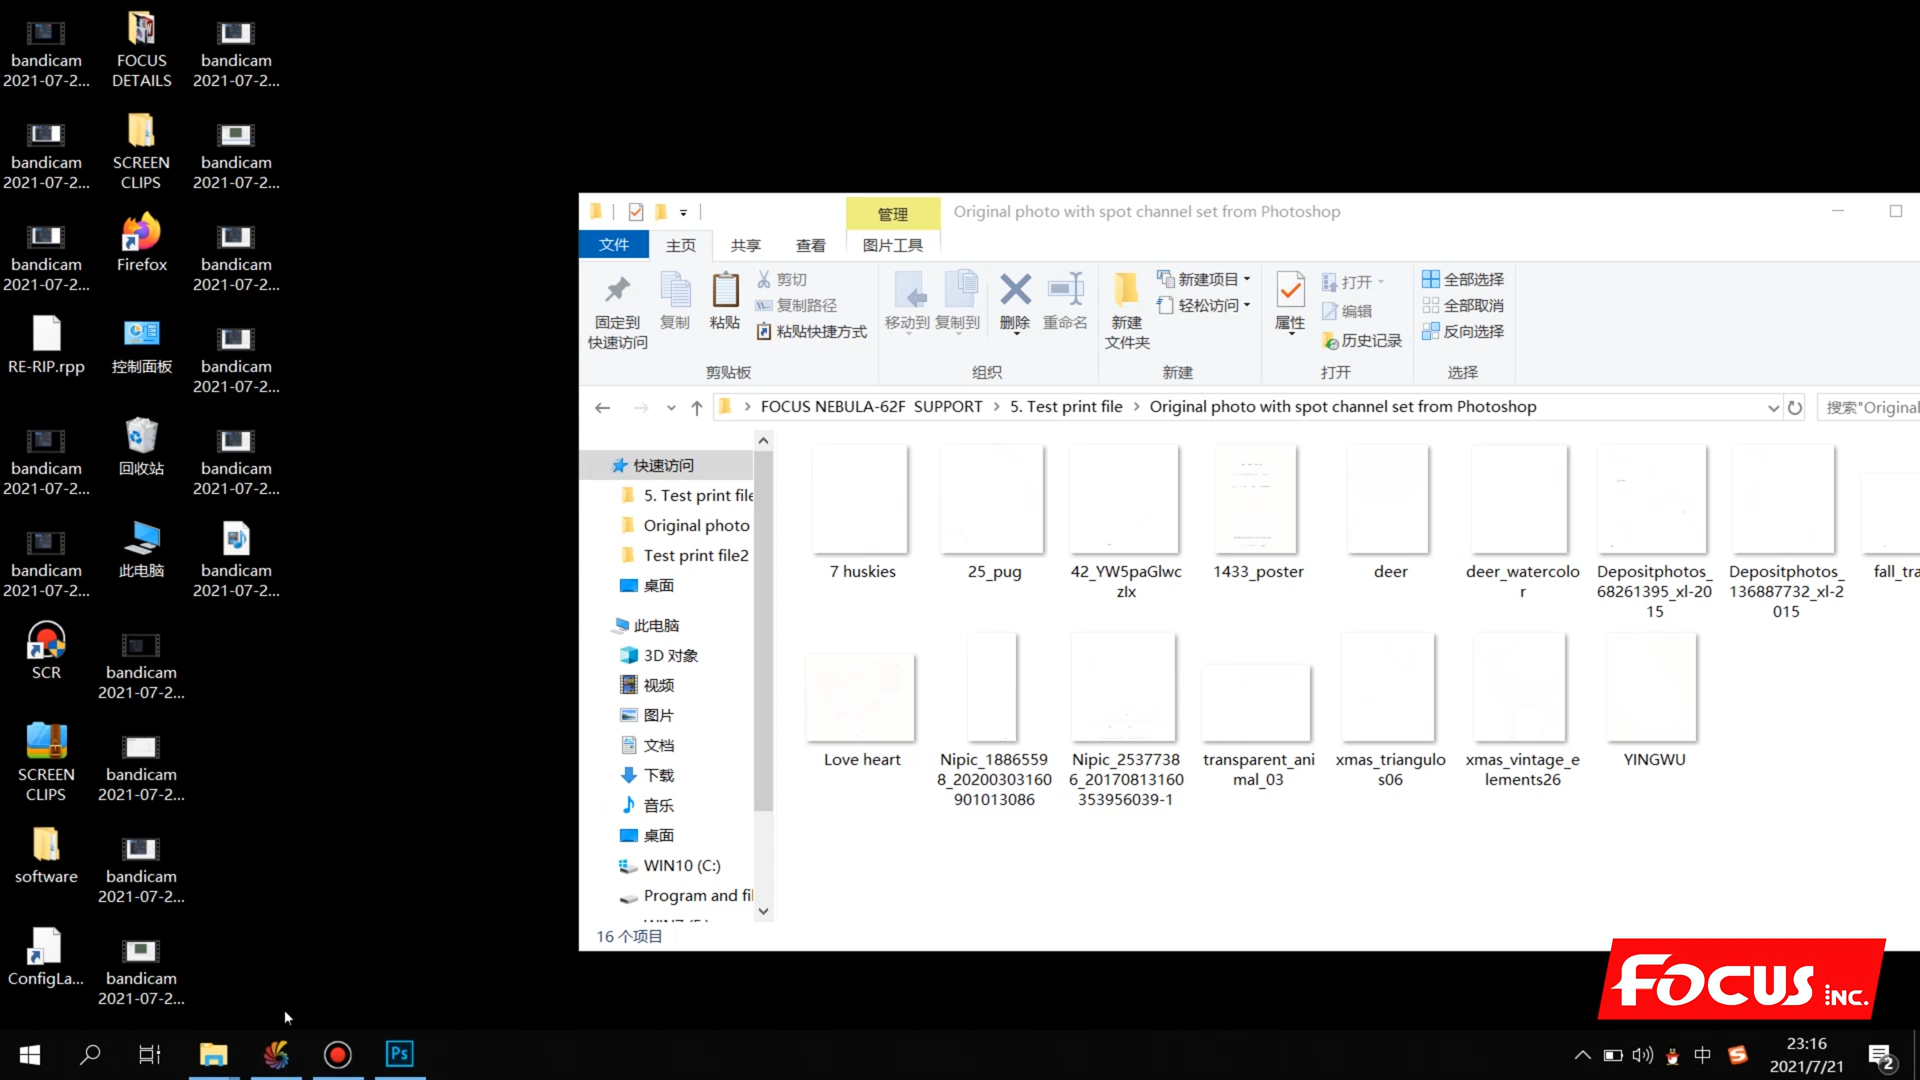 bandicam
2021-07-2...
FOCUS
DETAILS
bandicam
2021-07-2...
bandicam
2021-07-2...
SCREEN
CLIPS
bandicam
2021-07-2...
bandicam
2021-07-2...
Firefox
bandicam
2021-07-2...
RE-RIP.rpp
控制面板
bandicam
2021-07-2...
bandicam
2021-07-2...
回收站
bandicam
2021-07-2...
bandicam
2021-07-2...
此电脑
bandicam
2021-07-2...
SCR
bandicam
2021-07-2...
SCREEN
CLIPS
bandicam
2021-07-2...
software
bandicam
2021-07-2...
ConfigLa...
bandicam
2021-07-2...
管理
Original photo with spot channel set from Photoshop
文件
主页
共享
查看
图片工具
固定到
快速访问
复制
粘贴
剪切
复制路径
粘贴快捷方式
剪贴板
移动到
复制到
删除
重命名
组织
新建
文件夹
新建项目
轻松访问
新建
属性
打开
编辑
历史记录
打开
全部选择
全部取消
反向选择
选择
FOCUS NEBULA-62F SUPPORT > 5. Test print file > Original photo with spot channel set from Photoshop
搜索"Original
快速访问
5. Test print file
Original photo
Test print file2
桌面
此电脑
3D 对象
视频
图片
文档
下载
音乐
桌面
WIN10 (C:)
Program and fil
7 huskies
25_pug
42_YW5paGlwc
zIx
1433_poster
deer
deer_watercolo
r
Depositphotos_
68261395_xl-20
15
Depositphotos_
136887732_xl-2
015
fall_tra
Love heart
Nipic_1886559
8_20200303160
901013086
Nipic_2537738
6_20170813160
353956039-1
transparent_ani
mal_03
xmas_triangulo
s06
xmas_vintage_e
lements26
YINGWU
16 个项目
FOCUS INC.
Ps
中
23:16
2021/7/21
2